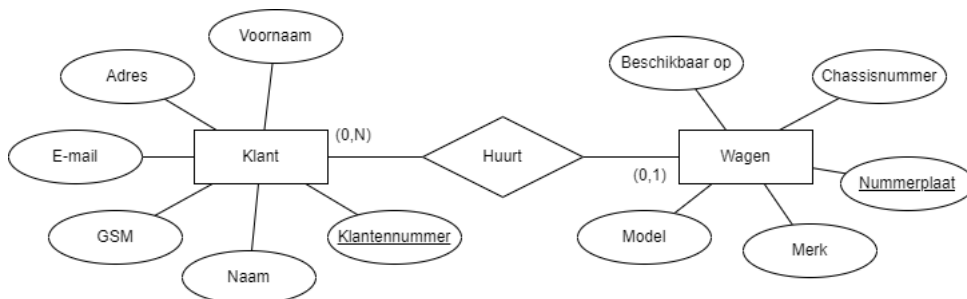 Voornaam
Beschikbaar op
Adres
Chassisnummer
(0,N)
E-mail
Klant
Huurt
Wagen
(0,1)
Nummerplaat
GSM
Klantennummer
Model
Merk
Naam